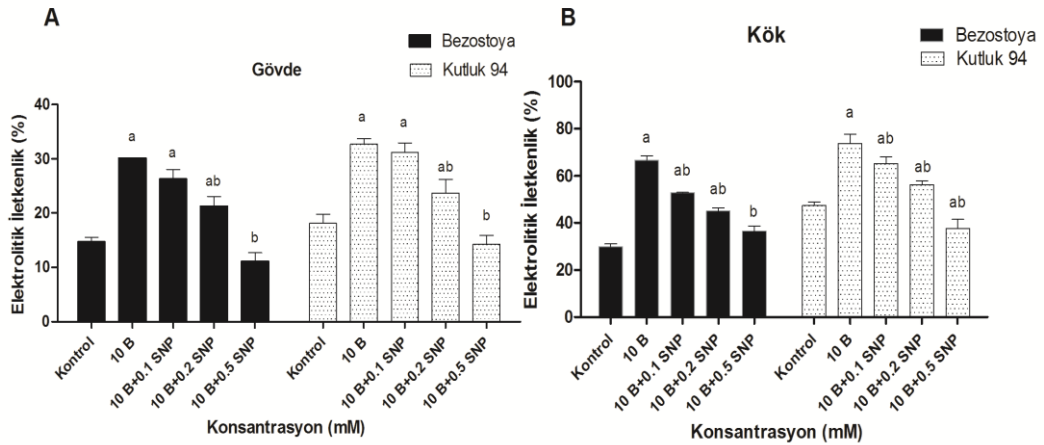 A
Bezostoya
Kutluk 94
Gövde
Elektrolitik İletkenlik (%)
40
30
20
10
0
a
a
ab
b
a
a
ab
b
Kontrol
10 B
10 B+0.1 SNP
10 B+0.2 SNP
10 B+0.5 SNP
Kontrol
10 B
10 B+0.1 SNP
10 B+0.2 SNP
10 B+0.5 SNP
Konsantrasyon (mM)
B
Bezostoya
Kutluk 94
Kök
Elektrolitik İletkenlik (%)
100
80
60
40
20
0
a
ab
ab
b
a
ab
ab
ab
Kontrol
10 B
10 B+0.1 SNP
10 B+0.2 SNP
10 B+0.5 SNP
Kontrol
10 B
10 B+0.1 SNP
10 B+0.2 SNP
10 B+0.5 SNP
Konsantrasyon (mM)